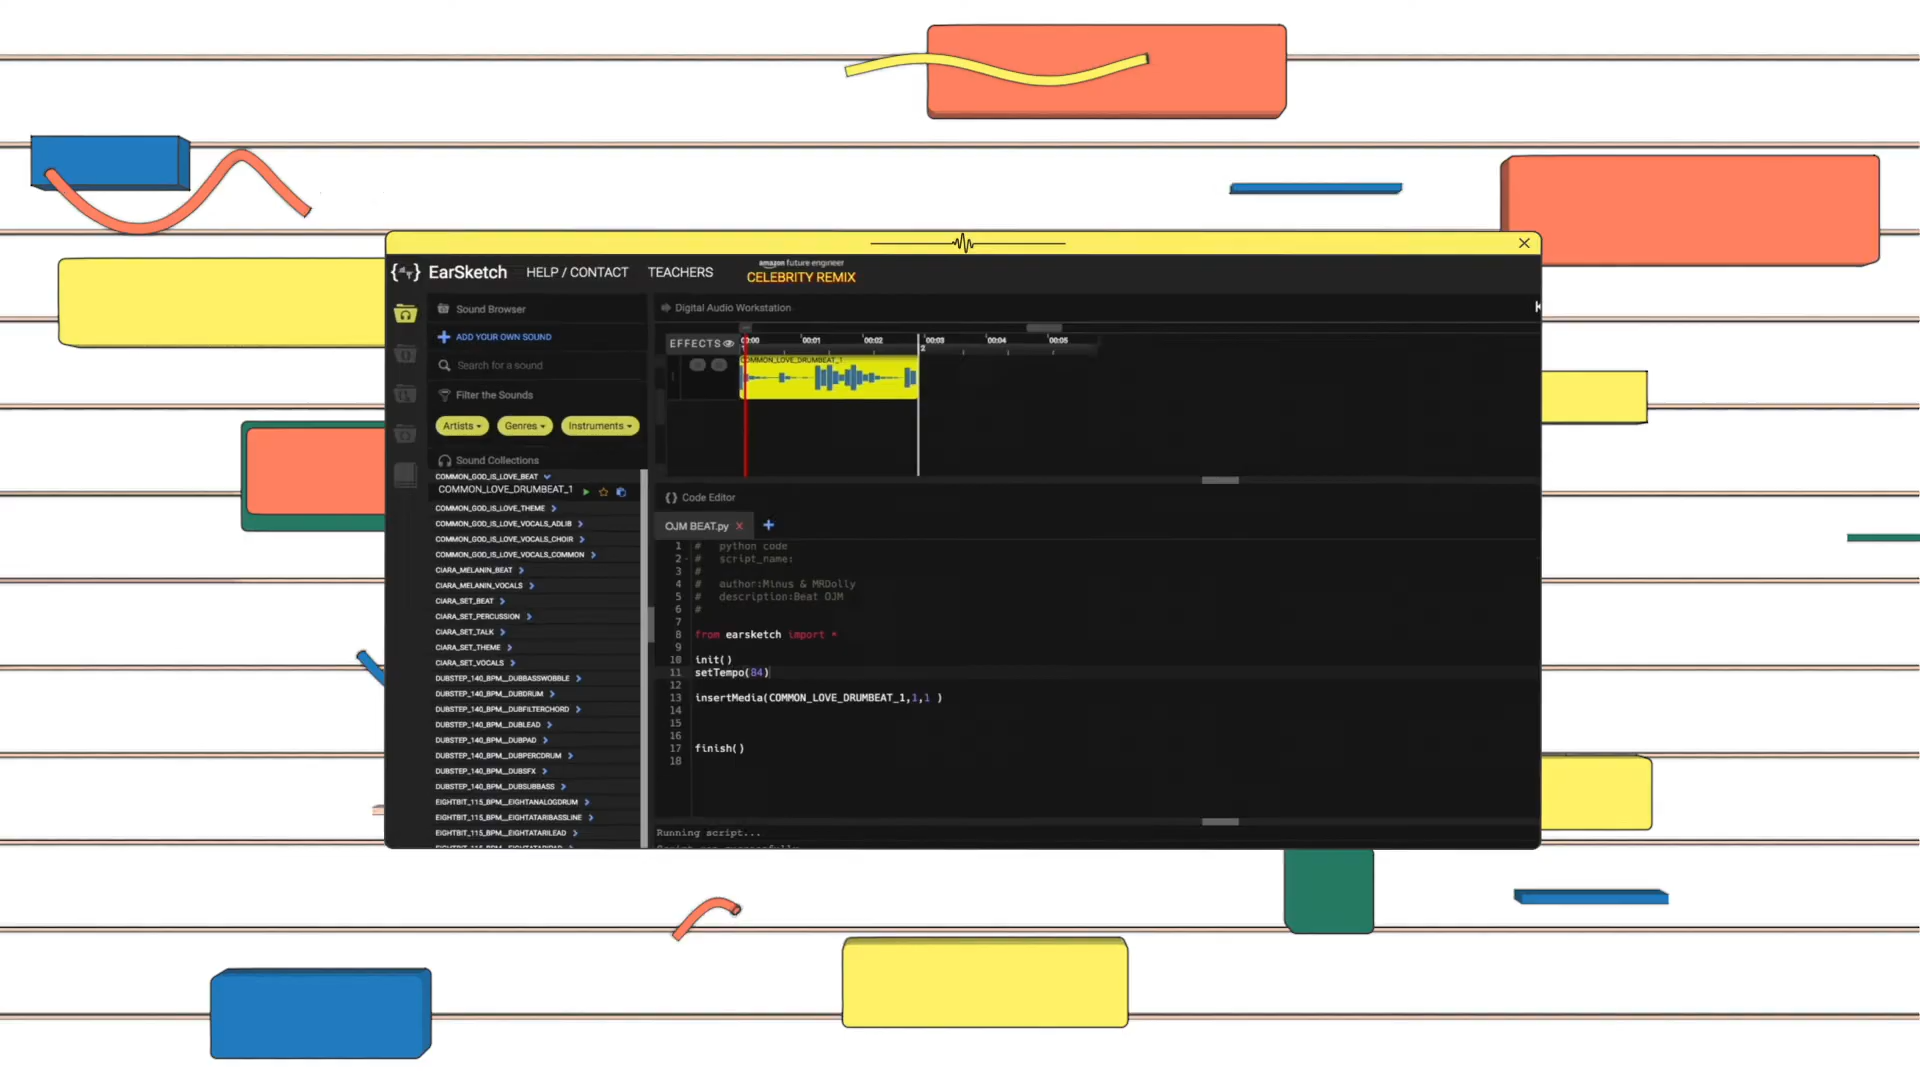 EarSketch
HELP / CONTACT
TEACHERS
amazon future engineer
CELEBRITY REMIX
Sound Browser
ADD YOUR OWN SOUND
Search for a sound
Filter the Sounds
Artists
Genres
Instruments
Sound Collections
COMMON_GOD_IS_LOVE_BEAT
COMMON_LOVE_DRUMBEAT_1
COMMON_GOD_IS_LOVE_THEME
COMMON_GOD_IS_LOVE_VOCALS_ADLIB
COMMON_GOD_IS_LOVE_VOCALS_CHOIR
COMMON_GOD_IS_LOVE_VOCALS_COMMON
CIARA_MELANIN_BEAT
CIARA_MELANIN_VOCALS
CIARA_SET_BEAT
CIARA_SET_PERCUSSION
CIARA_SET_TALK
CIARA_SET_THEME
CIARA_SET_VOCALS
DUBSTEP_140_BPM__DUBBASSWOBBLE
DUBSTEP_140_BPM__DUBDRUM
DUBSTEP_140_BPM__DUBFILTERCHORD
DUBSTEP_140_BPM__DUBLEAD
DUBSTEP_140_BPM__DUBPAD
DUBSTEP_140_BPM__DUBPERCDRUM
DUBSTEP_140_BPM__DUBSFX
DUBSTEP_140_BPM__DUBSUBBASS
EIGHTBIT_115_BPM__EIGHTANALOGDRUM
EIGHTBIT_115_BPM__EIGHTATARIBASSLINE
EIGHTBIT_115_BPM__EIGHTATARILEAD
Digital Audio Workstation
EFFECTS
00:01 00:02 00:03 00:04 00:05
2
COMMON_LOVE_DRUMBEAT_1
{} Code Editor
OJM BEAT.py
1 # python code
2 # script_name:
3 #
4 # author:Minus & MRDolly
5 # description:Beat OJM
6 #
7
8 from earsketch import *
9
10 init()
11 setTempo(84)
12
13 insertMedia(COMMON_LOVE_DRUMBEAT_1,1,1 )
14
15
16
17 finish()
18
Running script...